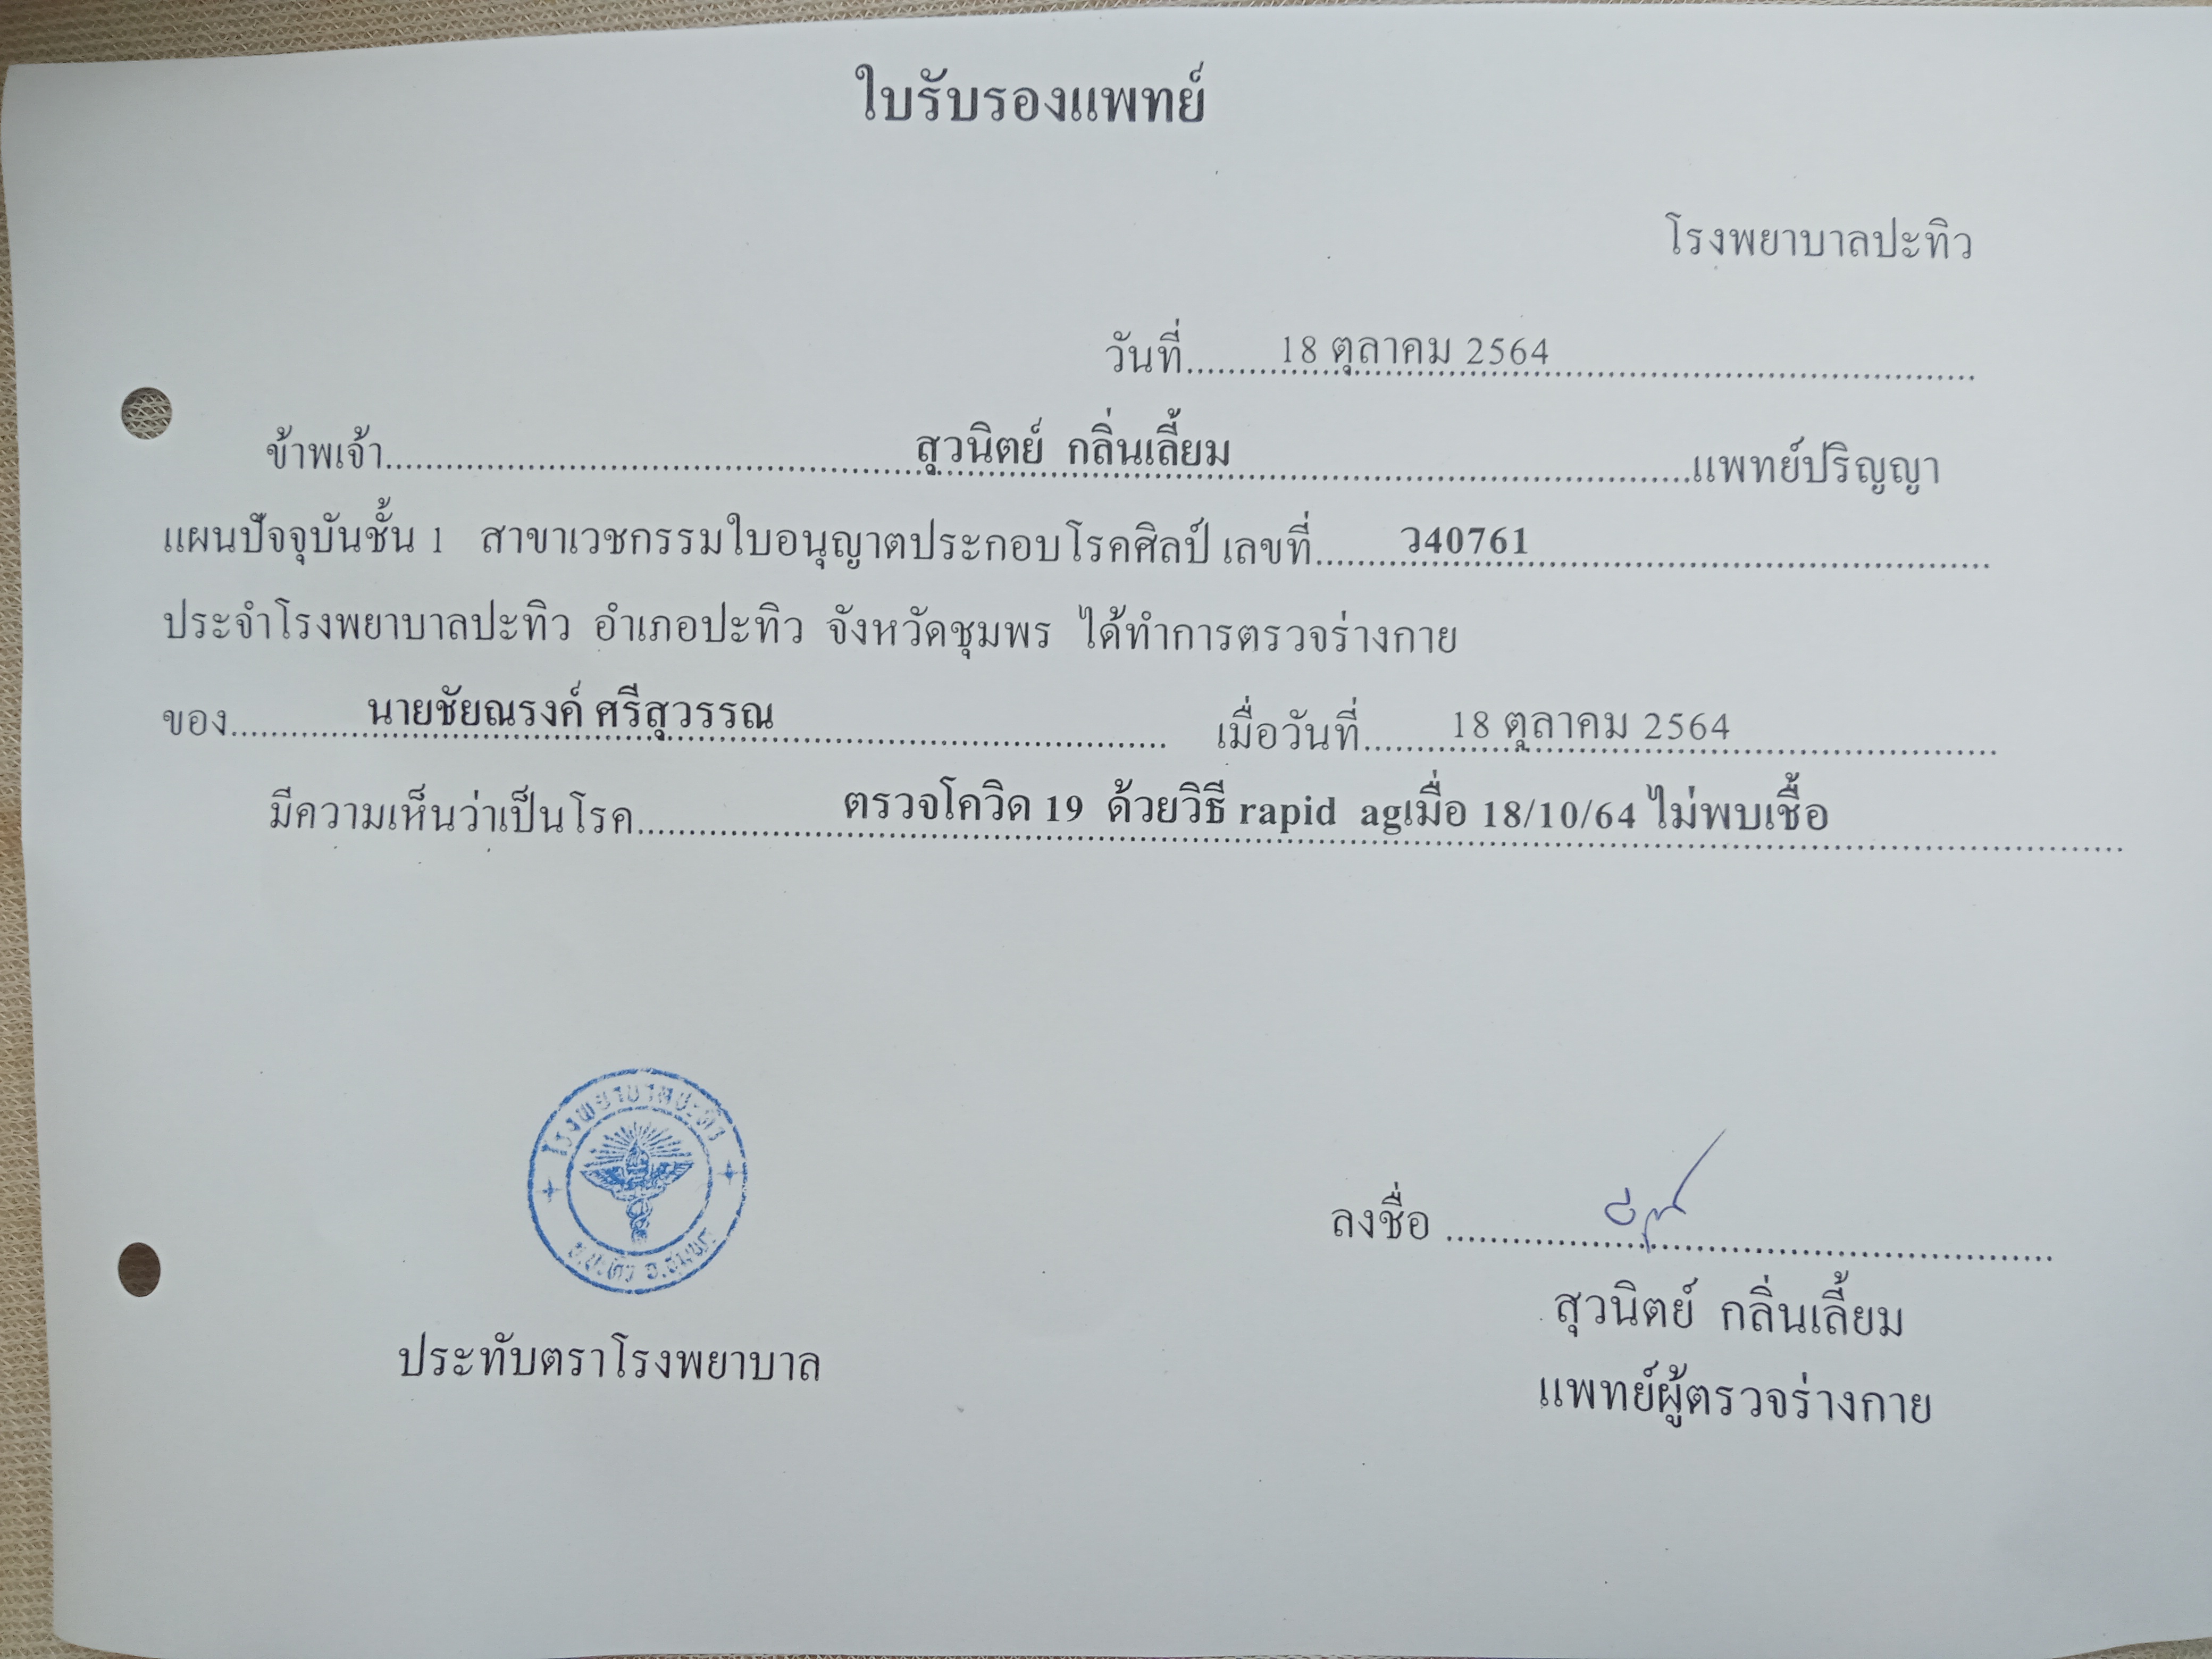 ใบรับรองแพทย์
โรงพยาบาลปะทิว
วันที่..........18 ตุลาคม 2564..........
ข้าพเจ้า..........สุวนิตย์ กลิ่นเลี้ยม..........แพทย์ปริญญา
แผนปัจจุบันชั้น 1 สาขาเวชกรรมใบอนุญาตประกอบโรคศิลป์ เลขที่..........ว40761..........
ประจำโรงพยาบาลปะทิว อำเภอปะทิว จังหวัดชุมพร ได้ทำการตรวจร่างกาย
ของ..........นายชัยณรงค์ ศรีสุวรรณ.......... เมื่อวันที่..........18 ตุลาคม 2564..........
มีความเห็นว่าเป็นโรค..........ตรวจโควิด 19 ด้วยวิธี rapid agเมื่อ 18/10/64 ไม่พบเชื้อ..........
โรงพยาบาลปะทิว
อ.ปะทิว จ.ชุมพร
ประทับตราโรงพยาบาล
ลงชื่อ ....................
สุวนิตย์ กลิ่นเลี้ยม
แพทย์ผู้ตรวจร่างกาย